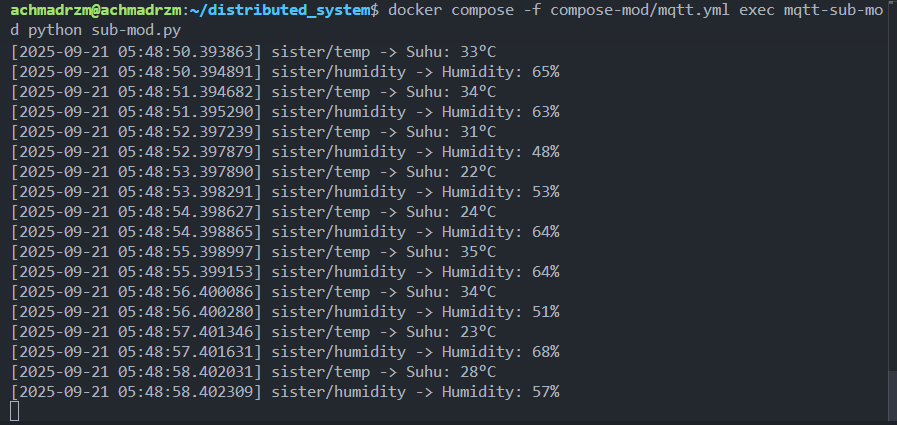 achmadrzm@achmadrzm:~/distributed_system$ docker compose -f compose-mod/mqtt.yml exec mqtt-sub-mo
d python sub-mod.py
[2025-09-21 05:48:50.393863] sister/temp -> Suhu: 33°C
[2025-09-21 05:48:50.394891] sister/humidity -> Humidity: 65%
[2025-09-21 05:48:51.394682] sister/temp -> Suhu: 34°C
[2025-09-21 05:48:51.395290] sister/humidity -> Humidity: 63%
[2025-09-21 05:48:52.397239] sister/temp -> Suhu: 31°C
[2025-09-21 05:48:52.397879] sister/humidity -> Humidity: 48%
[2025-09-21 05:48:53.397890] sister/temp -> Suhu: 22°C
[2025-09-21 05:48:53.398291] sister/humidity -> Humidity: 53%
[2025-09-21 05:48:54.398627] sister/temp -> Suhu: 24°C
[2025-09-21 05:48:54.398865] sister/humidity -> Humidity: 64%
[2025-09-21 05:48:55.398997] sister/temp -> Suhu: 35°C
[2025-09-21 05:48:55.399153] sister/humidity -> Humidity: 64%
[2025-09-21 05:48:56.400086] sister/temp -> Suhu: 34°C
[2025-09-21 05:48:56.400280] sister/humidity -> Humidity: 51%
[2025-09-21 05:48:57.401346] sister/temp -> Suhu: 23°C
[2025-09-21 05:48:57.401631] sister/humidity -> Humidity: 68%
[2025-09-21 05:48:58.402031] sister/temp -> Suhu: 28°C
[2025-09-21 05:48:58.402309] sister/humidity -> Humidity: 57%